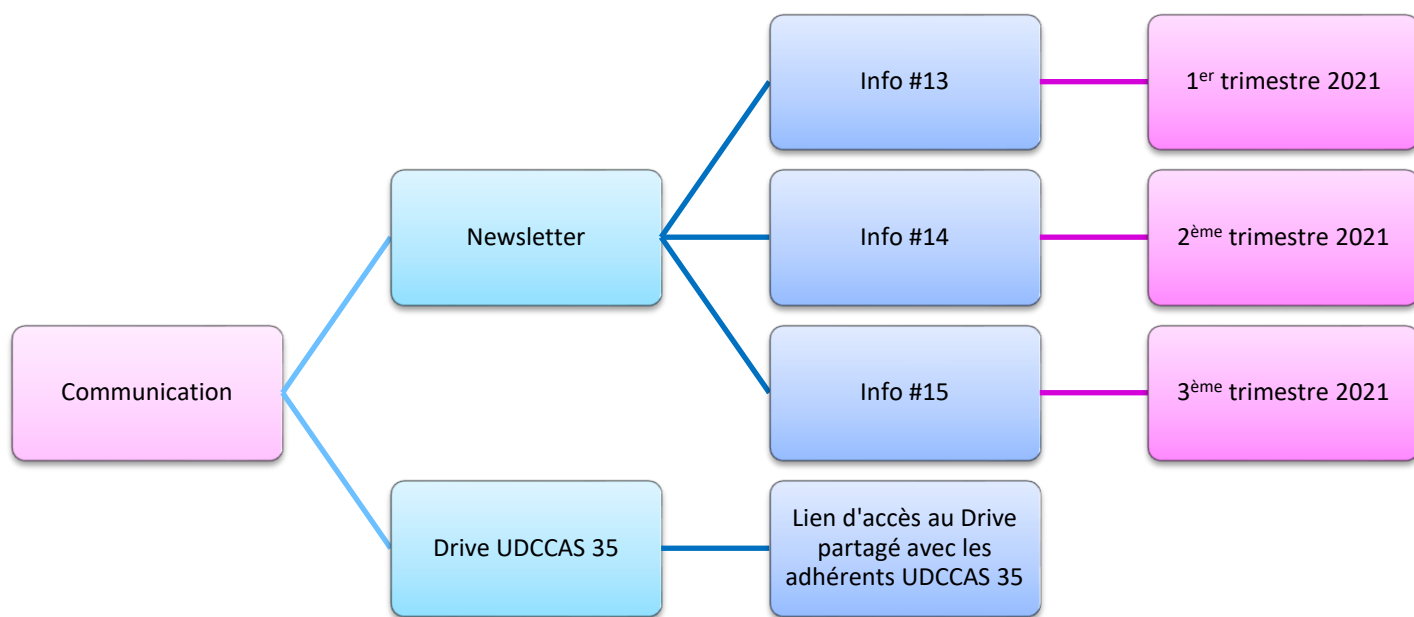 Communication
Newsletter
Info #13
1er trimestre 2021
Info #14
2ème trimestre 2021
Info #15
3ème trimestre 2021
Drive UDCCAS 35
Lien d'accès au Drive
partagé avec les
adhérents UDCCAS 35